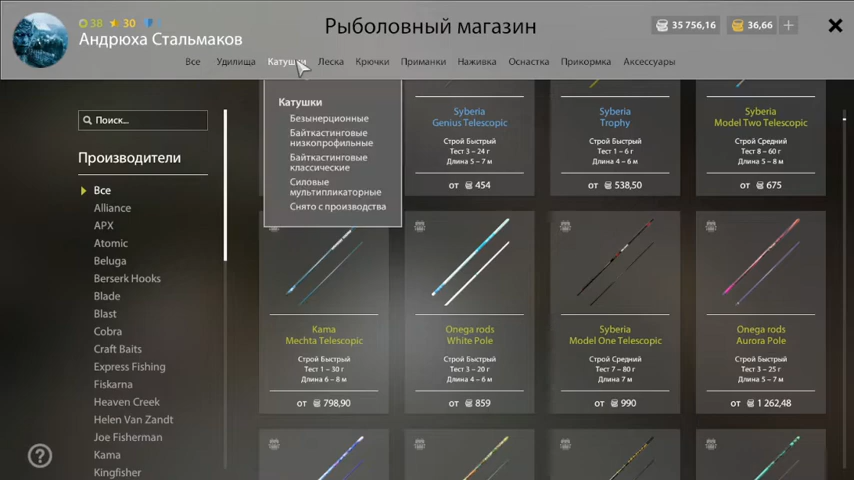 38 30
Андрюха Стальмаков
Рыболовный магазин
35 756,16
36,66
Все Удилища Катушки Леска Крючки Приманки Наживка Оснастка Прикормка Аксессуары
Поиск...
Производители
Все
Alliance
APX
Atomic
Beluga
Berserk Hooks
Blade
Blast
Cobra
Craft Baits
Express Fishing
Fiskarna
Heaven Creek
Helen Van Zandt
Joe Fisherman
Kama
Kingfisher
Катушки
Безынерционные
Байткастинговые
низкопрофильные
Байткастинговые
классические
Силовые
мультипликаторные
Снято с производства
Syberia
Genius Telescopic
Строй Быстрый
Тест 3 – 24 г
Длина 5 – 7 м
от 454
Syberia
Trophy
Строй Быстрый
Тест 1 – 6 г
Длина 4 – 6 м
от 538,50
Syberia
Model Two Telescopic
Строй Средний
Тест 8 – 60 г
Длина 5 – 8 м
от 675
Kama
Mechta Telescopic
Строй Быстрый
Тест 1 – 30 г
Длина 6 – 8 м
от 798,90
Onega rods
White Pole
Строй Быстрый
Тест 3 – 20 г
Длина 4 – 6 м
от 859
Syberia
Model One Telescopic
Строй Средний
Тест 7 – 80 г
Длина 7 м
от 990
Onega rods
Aurora Pole
Строй Быстрый
Тест 3 – 25 г
Длина 5 – 7 м
от 1 262,48